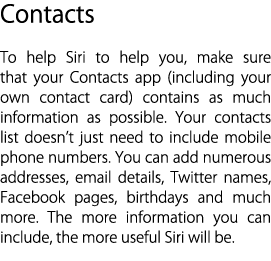 Contacts
To help Siri to help you, make sure
that your Contacts app (including your
own contact card) contains as much
information as possible. Your contacts
list doesn’t just need to include mobile
phone numbers. You can add numerous
addresses, email details, Twitter names,
Facebook pages, birthdays and much
more. The more information you can
include, the more useful Siri will be.